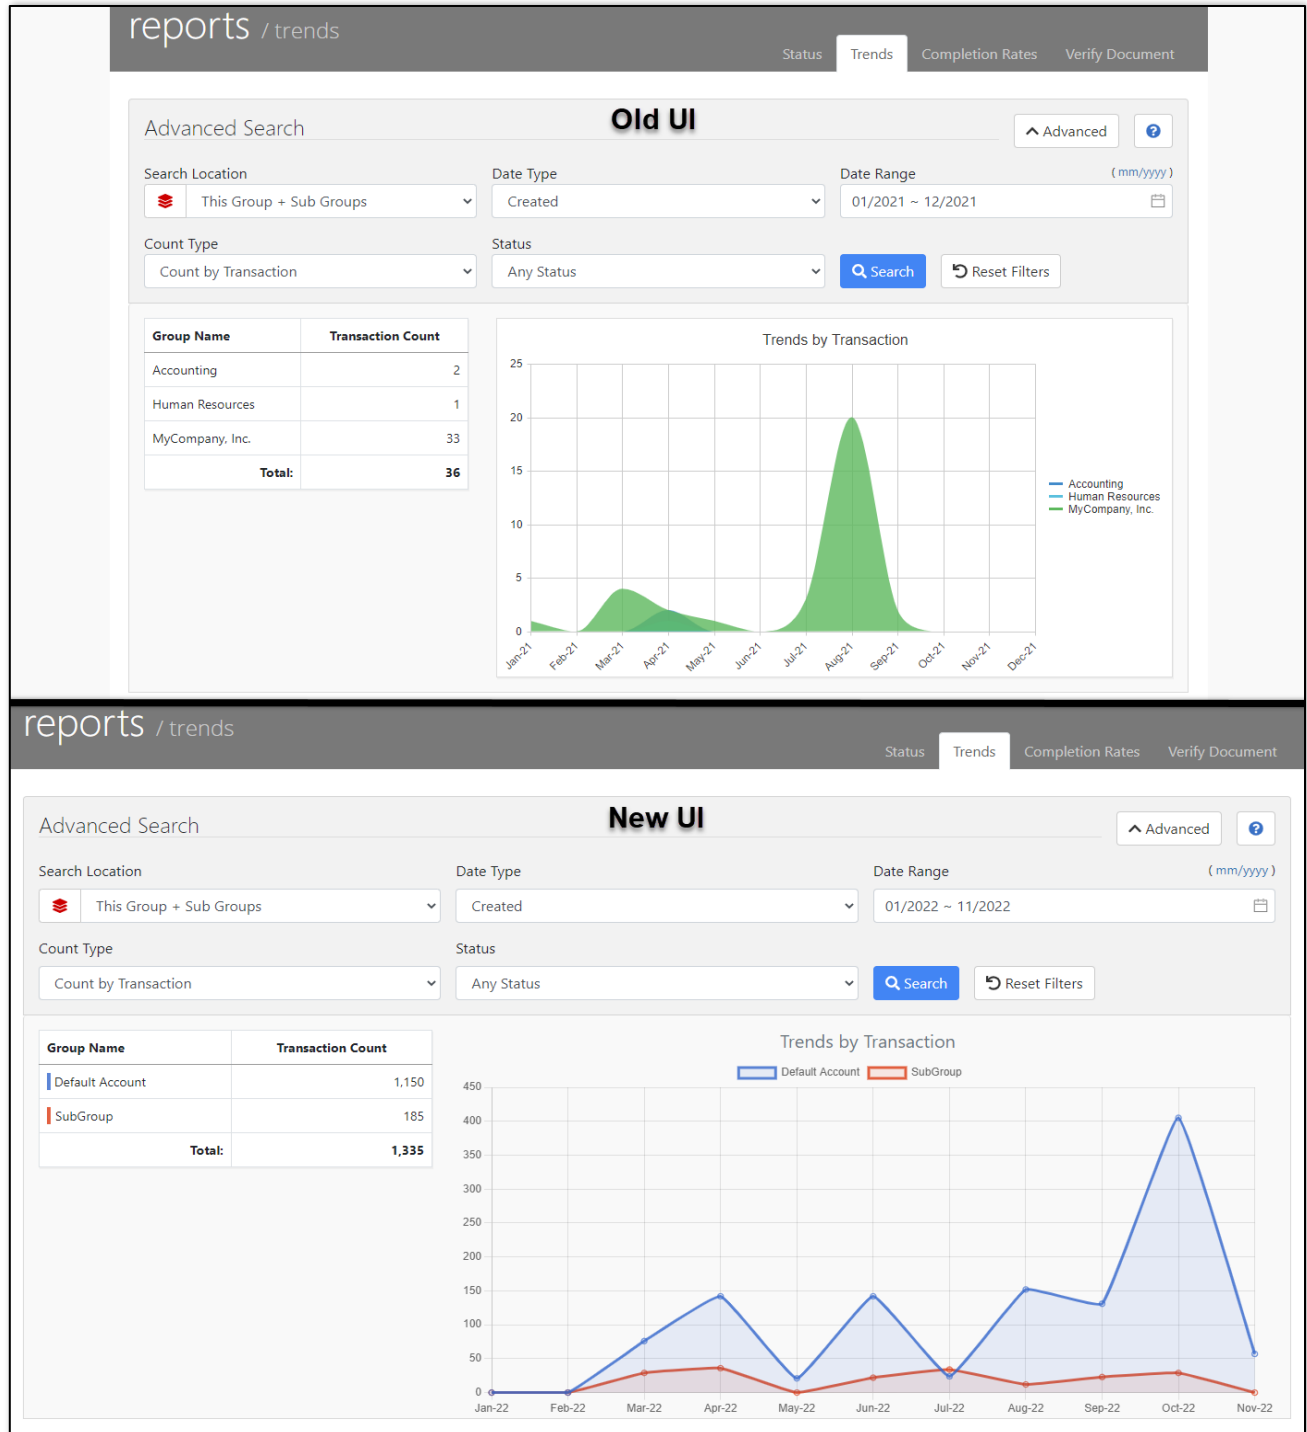 reports / trends
Status Trends Completion Rates Verify Document
Old UI
Advanced Search
Advanced
Search Location
Date Type
Date Range
( mm/yyyy )
This Group + Sub Groups
Created
01/2021 ~ 12/2021
Count Type
Status
Count by Transaction
Any Status
Search
Reset Filters
Group Name Transaction Count
Accounting 2
Human Resources 1
MyCompany, Inc. 33
Total: 36
Trends by Transaction
25
20
15
10
5
0
Jan-21 Feb-21 Mar-21 Apr-21 May-21 Jun-21 Jul-21 Aug-21 Sep-21 Oct-21 Nov-21 Dec-21
Accounting
Human Resources
MyCompany, Inc.
reports / trends
Status Trends Completion Rates Verify Document
New UI
Advanced Search
Advanced
Search Location
Date Type
Date Range
( mm/yyyy )
This Group + Sub Groups
Created
01/2022 ~ 11/2022
Count Type
Status
Count by Transaction
Any Status
Search
Reset Filters
Group Name Transaction Count
Default Account 1,150
SubGroup 185
Total: 1,335
Trends by Transaction
Default Account SubGroup
450
400
350
300
250
200
150
100
50
0
Jan-22 Feb-22 Mar-22 Apr-22 May-22 Jun-22 Jul-22 Aug-22 Sep-22 Oct-22 Nov-22